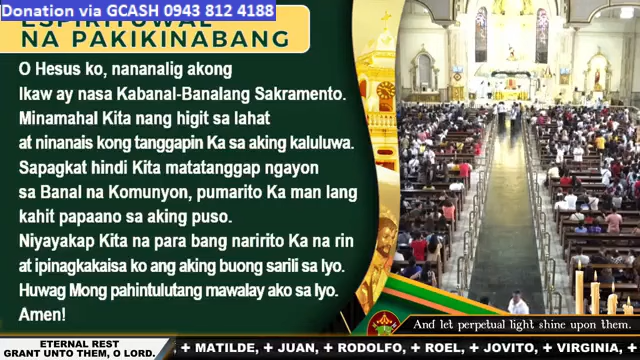 Donation via GCASH 0943 812 4188
ESPIRITUWAL
NA PAKIKINABANG
O Hesus ko, nananalig akong
Ikaw ay nasa Kabanal-Banalang Sakramento.
Minamahal Kita nang higit sa lahat
at ninanais kong tanggapin Ka sa aking kaluluwa.
Sapagkat hindi Kita matatanggap ngayon
sa Banal na Komunyon, pumarito Ka man lang
kahit papaano sa aking puso.
Niyayakap Kita na para bang naririto Ka na rin
at ipinagkakaisa ko ang aking buong sarili sa Iyo.
Huwag Mong pahintulutang mawalay ako sa Iyo.
Amen!
And let perpetual light shine upon them.
ETERNAL REST
GRANT UNTO THEM, O LORD.
, + MATILDE, + JUAN, + RODOLFO, + ROEL, + JOVITO, + VIRGINIA, +